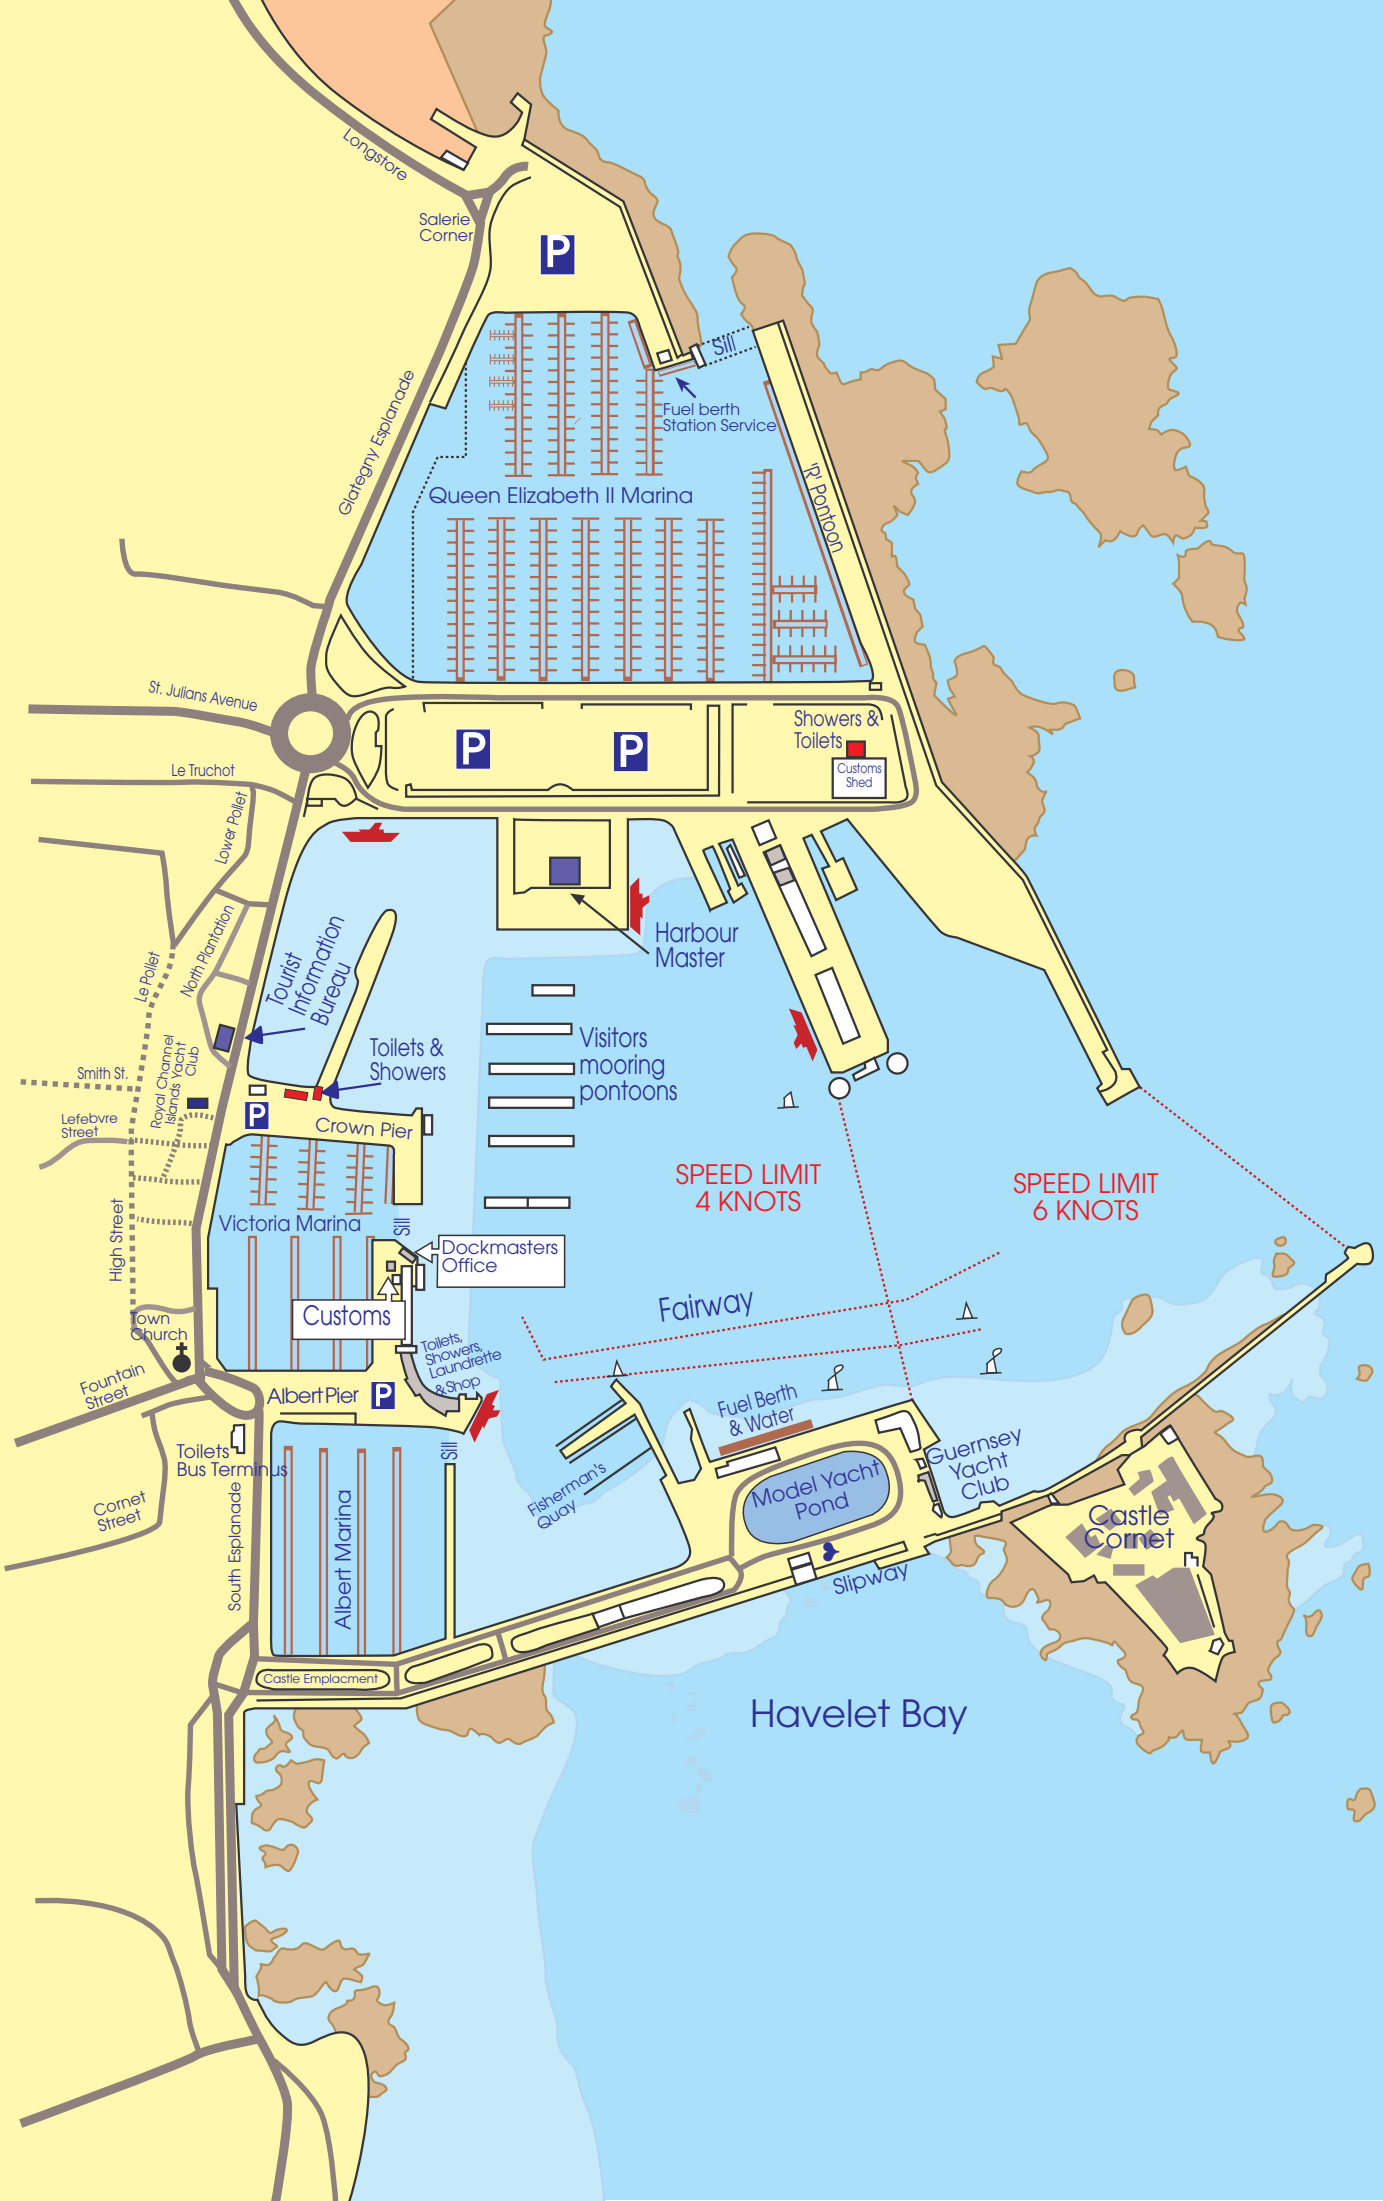 Longstore
Salerie
Corner
P
Sill
Fuel berth
Station Service
Glategny Esplanade
Queen Elizabeth II Marina
'R' Pontoon
St. Julians Avenue
Showers &
Toilets
P
P
Customs
Shed
Le Truchot
Lower Pollet
North Plantation
Le Pollet
Tourist
Information
Bureau
Harbour
Master
Visitors
mooring
pontoons
Toilets &
Showers
Royal Channel
Islands Yacht
Club
Smith St.
Lefebvre
Street
P
Crown Pier
SPEED LIMIT
4 KNOTS
SPEED LIMIT
6 KNOTS
High Street
Victoria Marina
Sill
Dockmasters
Office
Customs
Fairway
Town
Church
Toilets,
Showers,
Laundrette
& Shop
Fountain
Street
Albert Pier
P
Fuel Berth
& Water
Guernsey
Yacht
Club
Toilets
Bus Terminus
Sill
Fisherman's
Quay
Model Yacht
Pond
Castle
Cornet
Cornet
Street
South Esplanade
Albert Marina
Slipway
Castle Emplacment
Havelet Bay